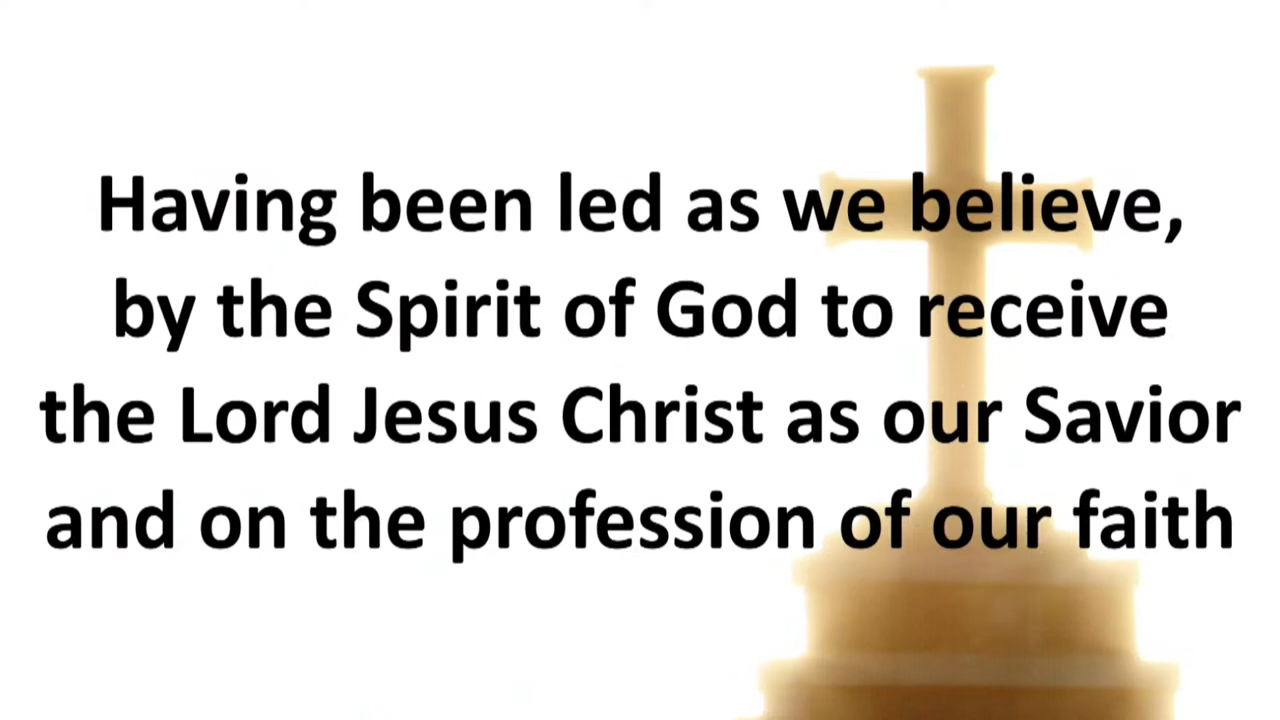 Having been led as we believe,
by the Spirit of God to receive
the Lord Jesus Christ as our Savior
and on the profession of our faith